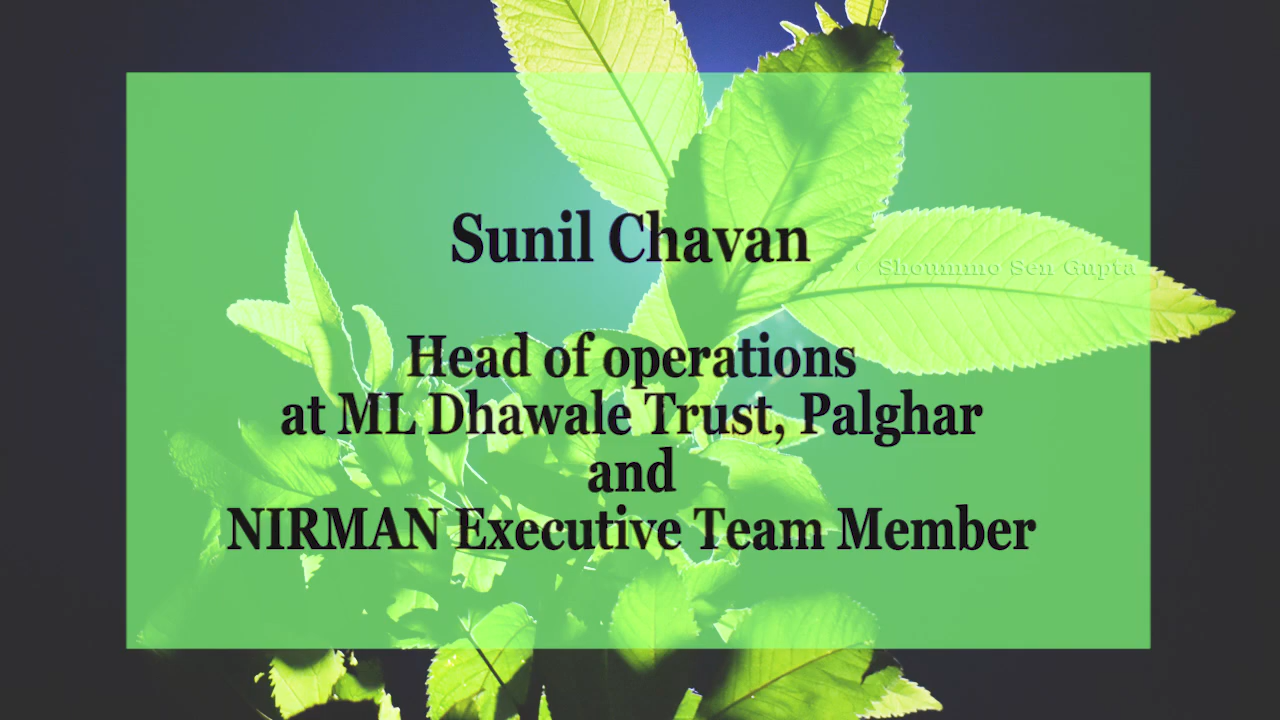 Sunil Chavan
Shoummo Sen Gupta
Head of operations
at ML Dhawale Trust, Palghar
and
NIRMAN Executive Team Member